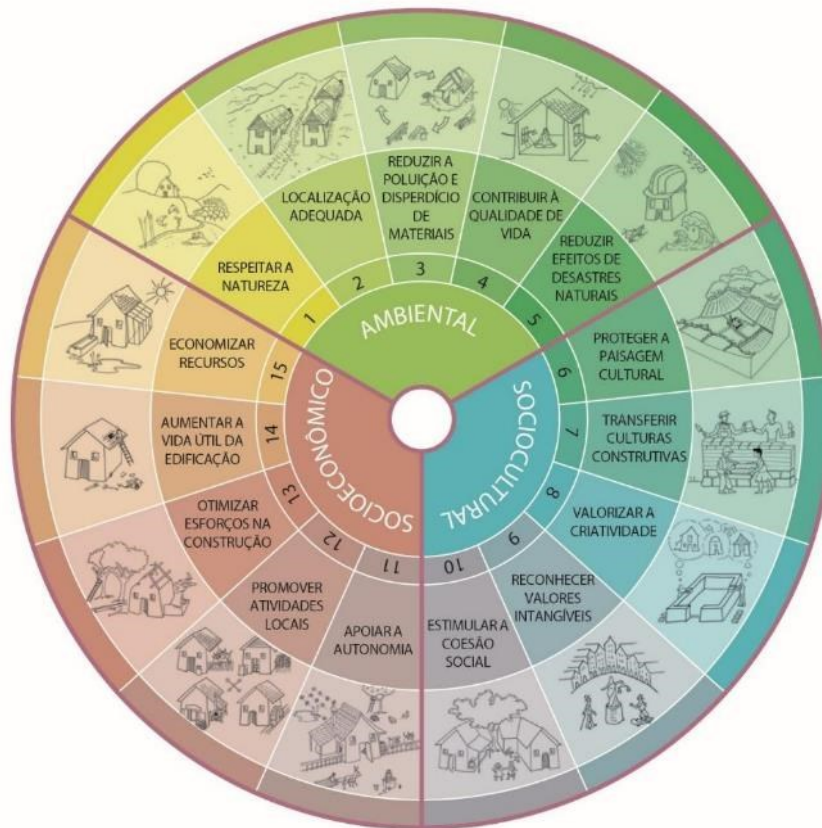 AMBIENTAL
1
RESPEITAR A
NATUREZA
2
LOCALIZAÇÃO
ADEQUADA
3
REDUZIR A
POLUIÇÃO E
DISPERDÍCIO DE
MATERIAIS
4
CONTRIBUIR À
QUALIDADE DE
VIDA
5
REDUZIR
EFEITOS DE
DESASTRES
NATURAIS
SOCIOCULTURAL
6
PROTEGER A
PAISAGEM
CULTURAL
7
TRANSFERIR
CULTURAS
CONSTRUTIVAS
8
VALORIZAR A
CRIATIVIDADE
9
RECONHECER
VALORES
INTANGÍVEIS
10
ESTIMULAR A
COESÃO
SOCIAL
SOCIOECONÔMICO
11
APOIAR A
AUTONOMIA
12
PROMOVER
ATIVIDADES
LOCAIS
13
OTIMIZAR
ESFORÇOS NA
CONSTRUÇÃO
14
AUMENTAR A
VIDA ÚTIL DA
EDIFICAÇÃO
15
ECONOMIZAR
RECURSOS